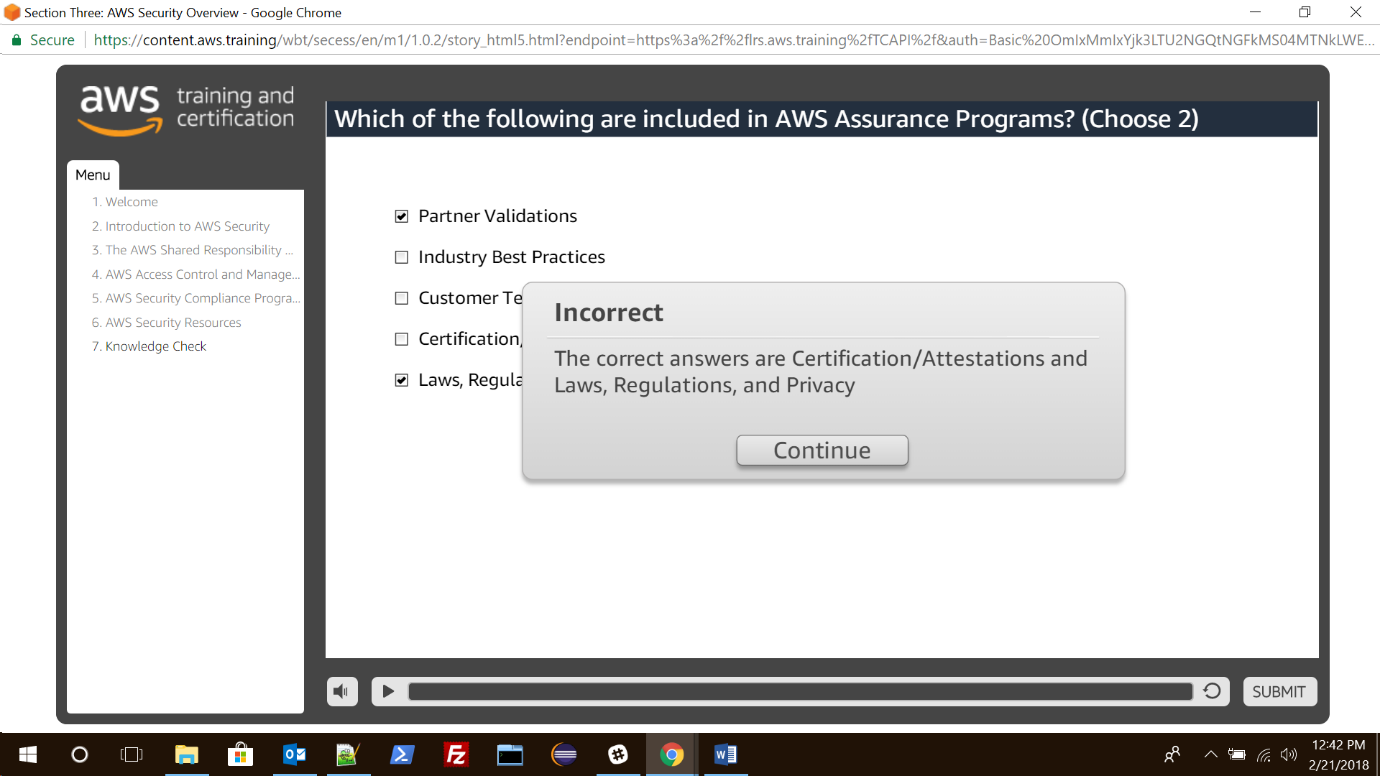 Section Three: AWS Security Overview - Google Chrome
Secure https://content.aws.training/wbt/secess/en/m1/1.0.2/story_html5.html?endpoint=https%3a%2f%2flrs.aws.training%2fTCAPI%2f&auth=Basic%20OmIxMmIxYjk3LTU2NGQtNGFkMS04MTNkLWE...
aws training and
certification
Which of the following are included in AWS Assurance Programs? (Choose 2)
Menu
1. Welcome
2. Introduction to AWS Security
3. The AWS Shared Responsibility ...
4. AWS Access Control and Manage...
5. AWS Security Compliance Progra...
6. AWS Security Resources
7. Knowledge Check
Partner Validations
Industry Best Practices
Customer Te
Certification,
Laws, Regula
Incorrect
The correct answers are Certification/Attestations and
Laws, Regulations, and Privacy
Continue
SUBMIT
12:42 PM
2/21/2018